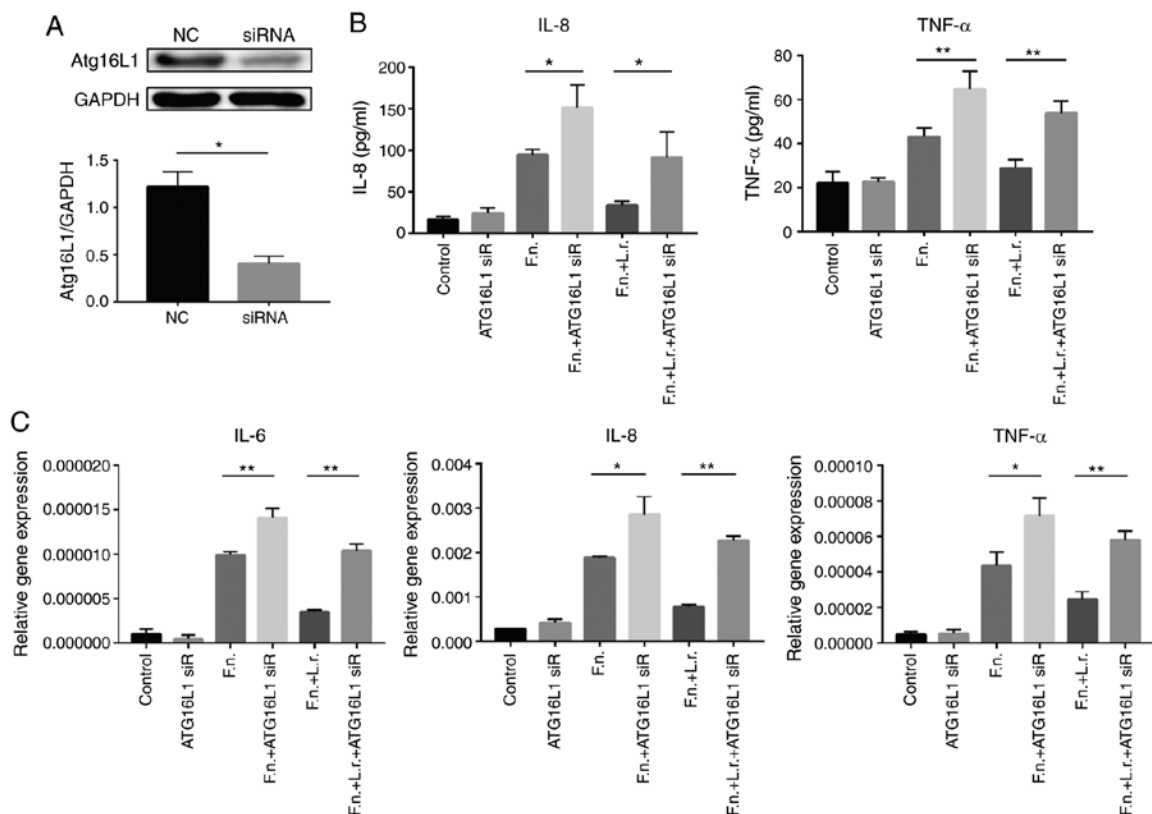 A
NC siRNA
Atg16L1
GAPDH
*
Atg16L1/GAPDH
1.5
1.0
0.5
0.0
NC siRNA
B
IL-8
IL-8 (pg/ml)
200
150
100
50
0
* *
Control
ATG16L1 siR
F.n.
F.n.+ATG16L1 siR
F.n.+L.r.
F.n.+L.r.+ATG16L1 siR
TNF-α
TNF-α (pg/ml)
80
60
40
20
0
** **
Control
ATG16L1 siR
F.n.
F.n.+ATG16L1 siR
F.n.+L.r.
F.n.+L.r.+ATG16L1 siR
C
IL-6
Relative gene expression
0.000020
0.000015
0.000010
0.000005
0.000000
** **
Control
ATG16L1 siR
F.n.
F.n.+ATG16L1 siR
F.n.+L.r.
F.n.+L.r.+ATG16L1 siR
IL-8
Relative gene expression
0.004
0.003
0.002
0.001
0.000
* **
Control
ATG16L1 siR
F.n.
F.n.+ATG16L1 siR
F.n.+L.r.
F.n.+L.r.+ATG16L1 siR
TNF-α
Relative gene expression
0.00010
0.00008
0.00006
0.00004
0.00002
0.00000
* **
Control
ATG16L1 siR
F.n.
F.n.+ATG16L1 siR
F.n.+L.r.
F.n.+L.r.+ATG16L1 siR